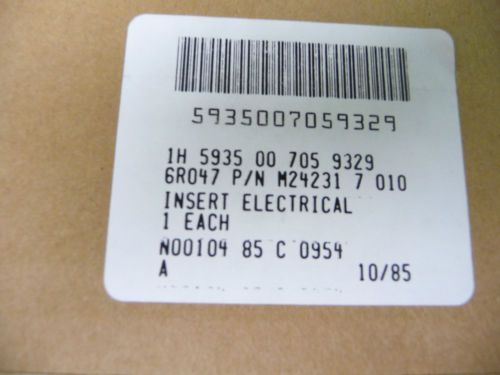 5935007059329
1H 5935 00 705 9329
6R047 P/N M24231 7 010
INSERT ELECTRICAL
1 EACH
N00104 85 C 0954
A 10/85